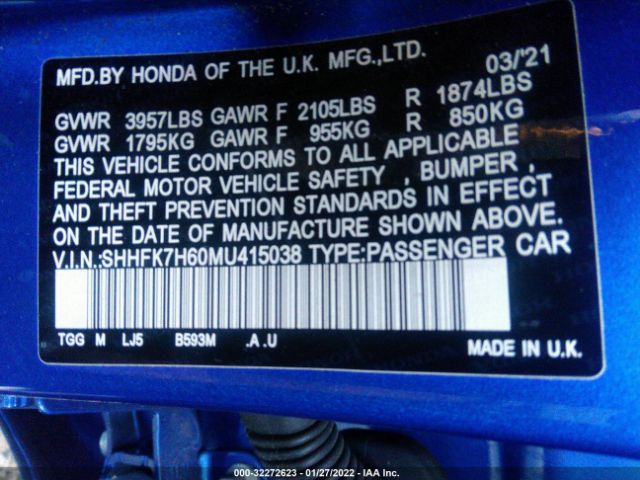 MFD.BY HONDA OF THE U.K. MFG.,LTD. 03/'21
GVWR 3957LBS GAWR F 2105LBS R 1874LBS
GVWR 1795KG GAWR F 955KG R 850KG
THIS VEHICLE CONFORMS TO ALL APPLICABLE
FEDERAL MOTOR VEHICLE SAFETY , BUMPER ,
AND THEFT PREVENTION STANDARDS IN EFFECT
ON THE DATE OF MANUFACTURE SHOWN ABOVE.
V.I.N.:SHHFK7H60MU415038 TYPE:PASSENGER CAR
TGG M LJ5 B593M .A .U MADE IN U.K.
000-32272623 - 01/27/2022 - IAA Inc.